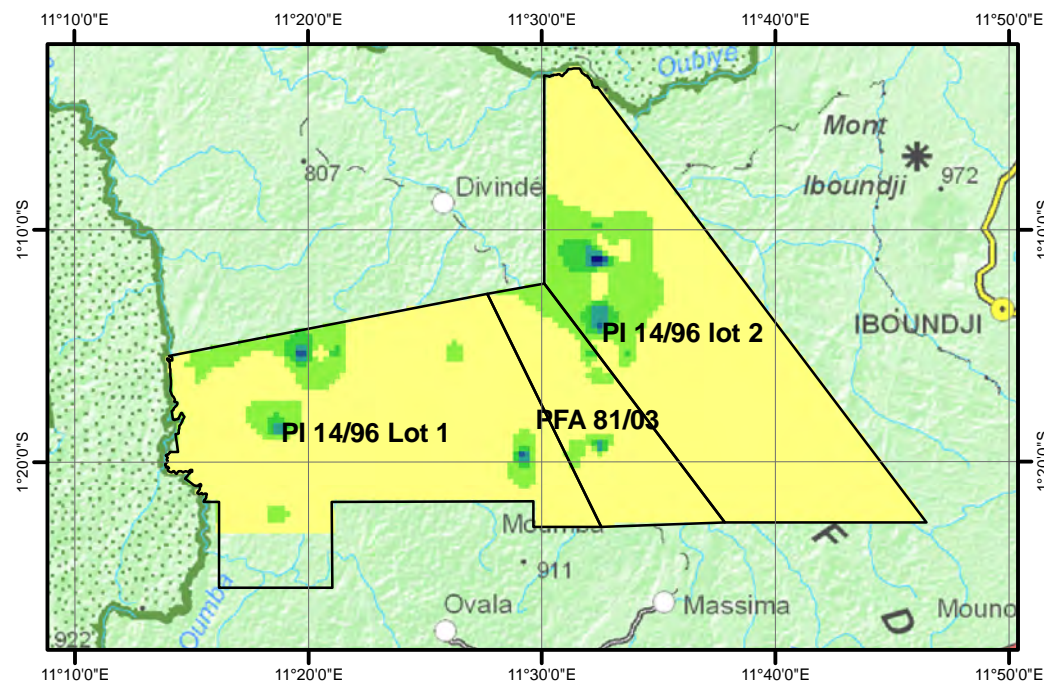 11°10'0"E 11°20'0"E 11°30'0"E 11°40'0"E 11°50'0"E
Oubiye
Mont
Iboundji
972
807
Divindé
1°10'0"S 1°10'0"S
IBOUNDJI
PI 14/96 lot 2
PFA 81/03
PI 14/96 Lot 1
1°20'0"S 1°20'0"S
F
911
Ovala
Massima
Mouno
D
Oumba
922
11°10'0"E 11°20'0"E 11°30'0"E 11°40'0"E 11°50'0"E